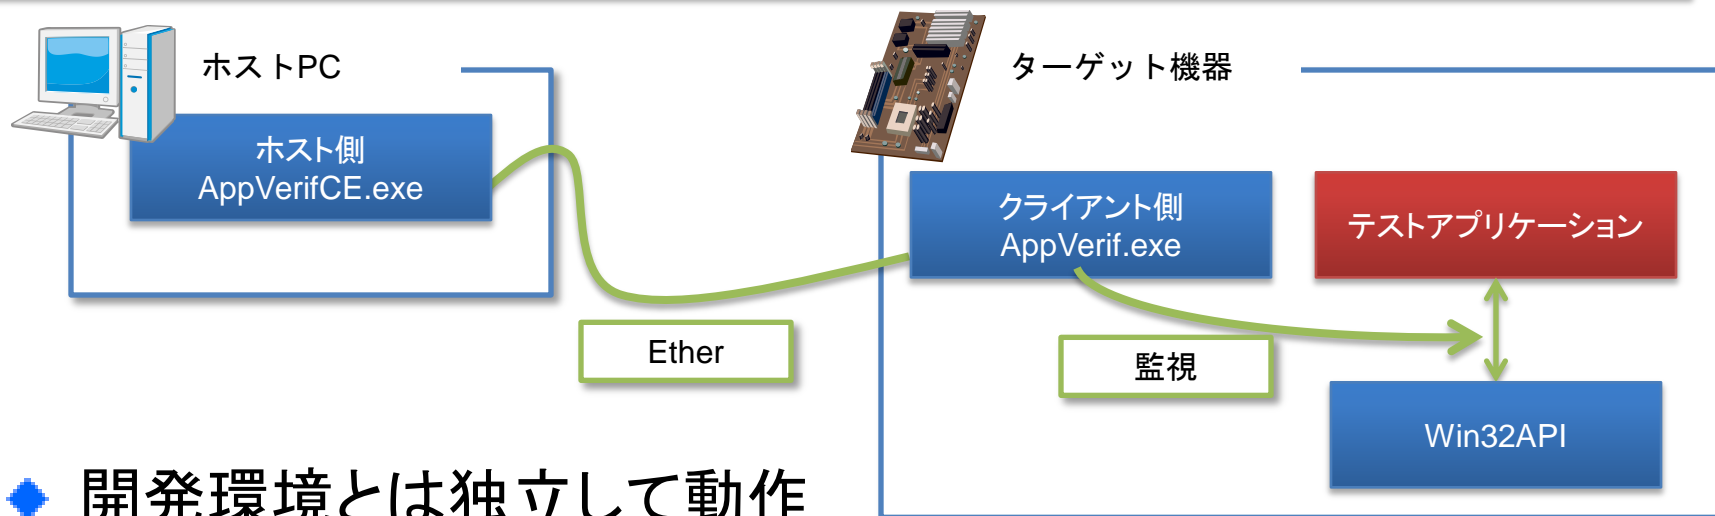 ホストPC
ホスト側
AppVerifCE.exe
Ether
ターゲット機器
クライアント側
AppVerif.exe
テストアプリケーション
監視
Win32API
開発環境とは独立して動作